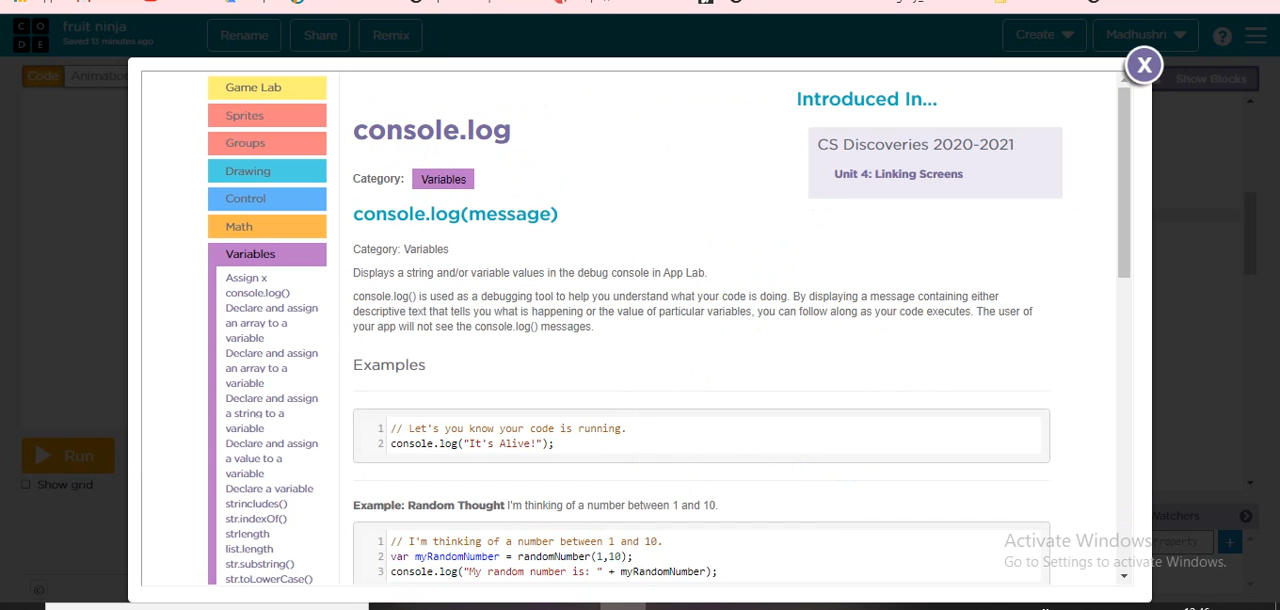 CODE
fruit ninja
Saved 13 minutes ago
Rename
Share
Remix
Create
Madhushri
?
Code
Animation
Show Blocks
X
Game Lab
Sprites
Groups
Drawing
Control
Math
Variables
Assign x
console.log()
Declare and assign
an array to a
variable
Declare and assign
an array to a
variable
Declare and assign
a string to a
variable
Declare and assign
a value to a
variable
Declare a variable
strincludes()
str.indexOf()
strlength
list.length
str.substring()
str.toLowerCase()
console.log
Category: Variables
console.log(message)
Category: Variables
Displays a string and/or variable values in the debug console in App Lab.
console.log() is used as a debugging tool to help you understand what your code is doing. By displaying a message containing either
descriptive text that tells you what is happening or the value of particular variables, you can follow along as your code executes. The user of
your app will not see the console.log() messages.
Examples
1 // Let's you know your code is running.
2 console.log("It's Alive!");
Example: Random Thought I'm thinking of a number between 1 and 10.
1 // I'm thinking of a number between 1 and 10.
2 var myRandomNumber = randomNumber(1,10);
3 console.log("My random number is: " + myRandomNumber);
Introduced In...
CS Discoveries 2020-2021
Unit 4: Linking Screens
Run
Show grid
Watchers
Property
+
Activate Windows
Go to Settings to activate Windows.